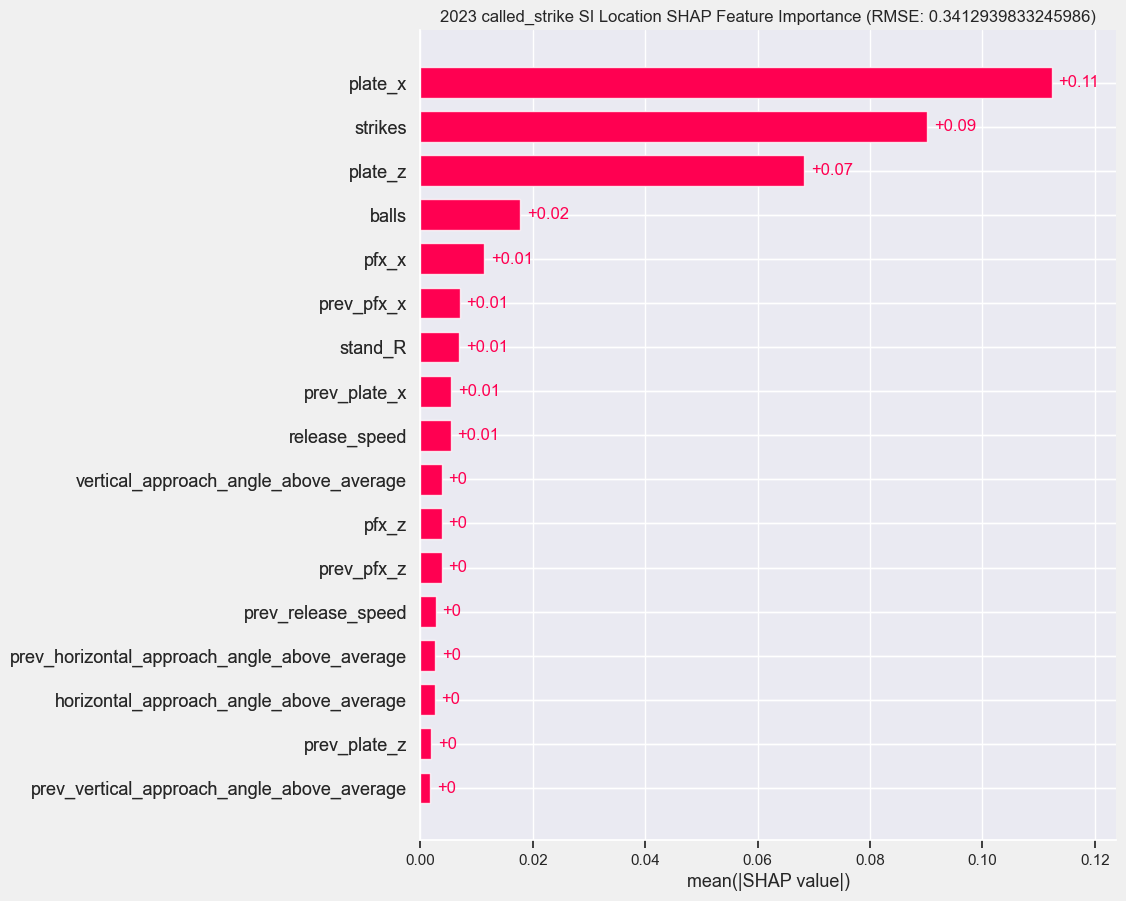 2023 called_strike SI Location SHAP Feature Importance (RMSE: 0.3412939833245986)
plate_x +0.11
strikes +0.09
plate_z +0.07
balls +0.02
pfx_x +0.01
prev_pfx_x +0.01
stand_R +0.01
prev_plate_x +0.01
release_speed +0.01
vertical_approach_angle_above_average +0
pfx_z +0
prev_pfx_z +0
prev_release_speed +0
prev_horizontal_approach_angle_above_average +0
horizontal_approach_angle_above_average +0
prev_plate_z +0
prev_vertical_approach_angle_above_average +0
0.00 0.02 0.04 0.06 0.08 0.10 0.12
mean(|SHAP value|)